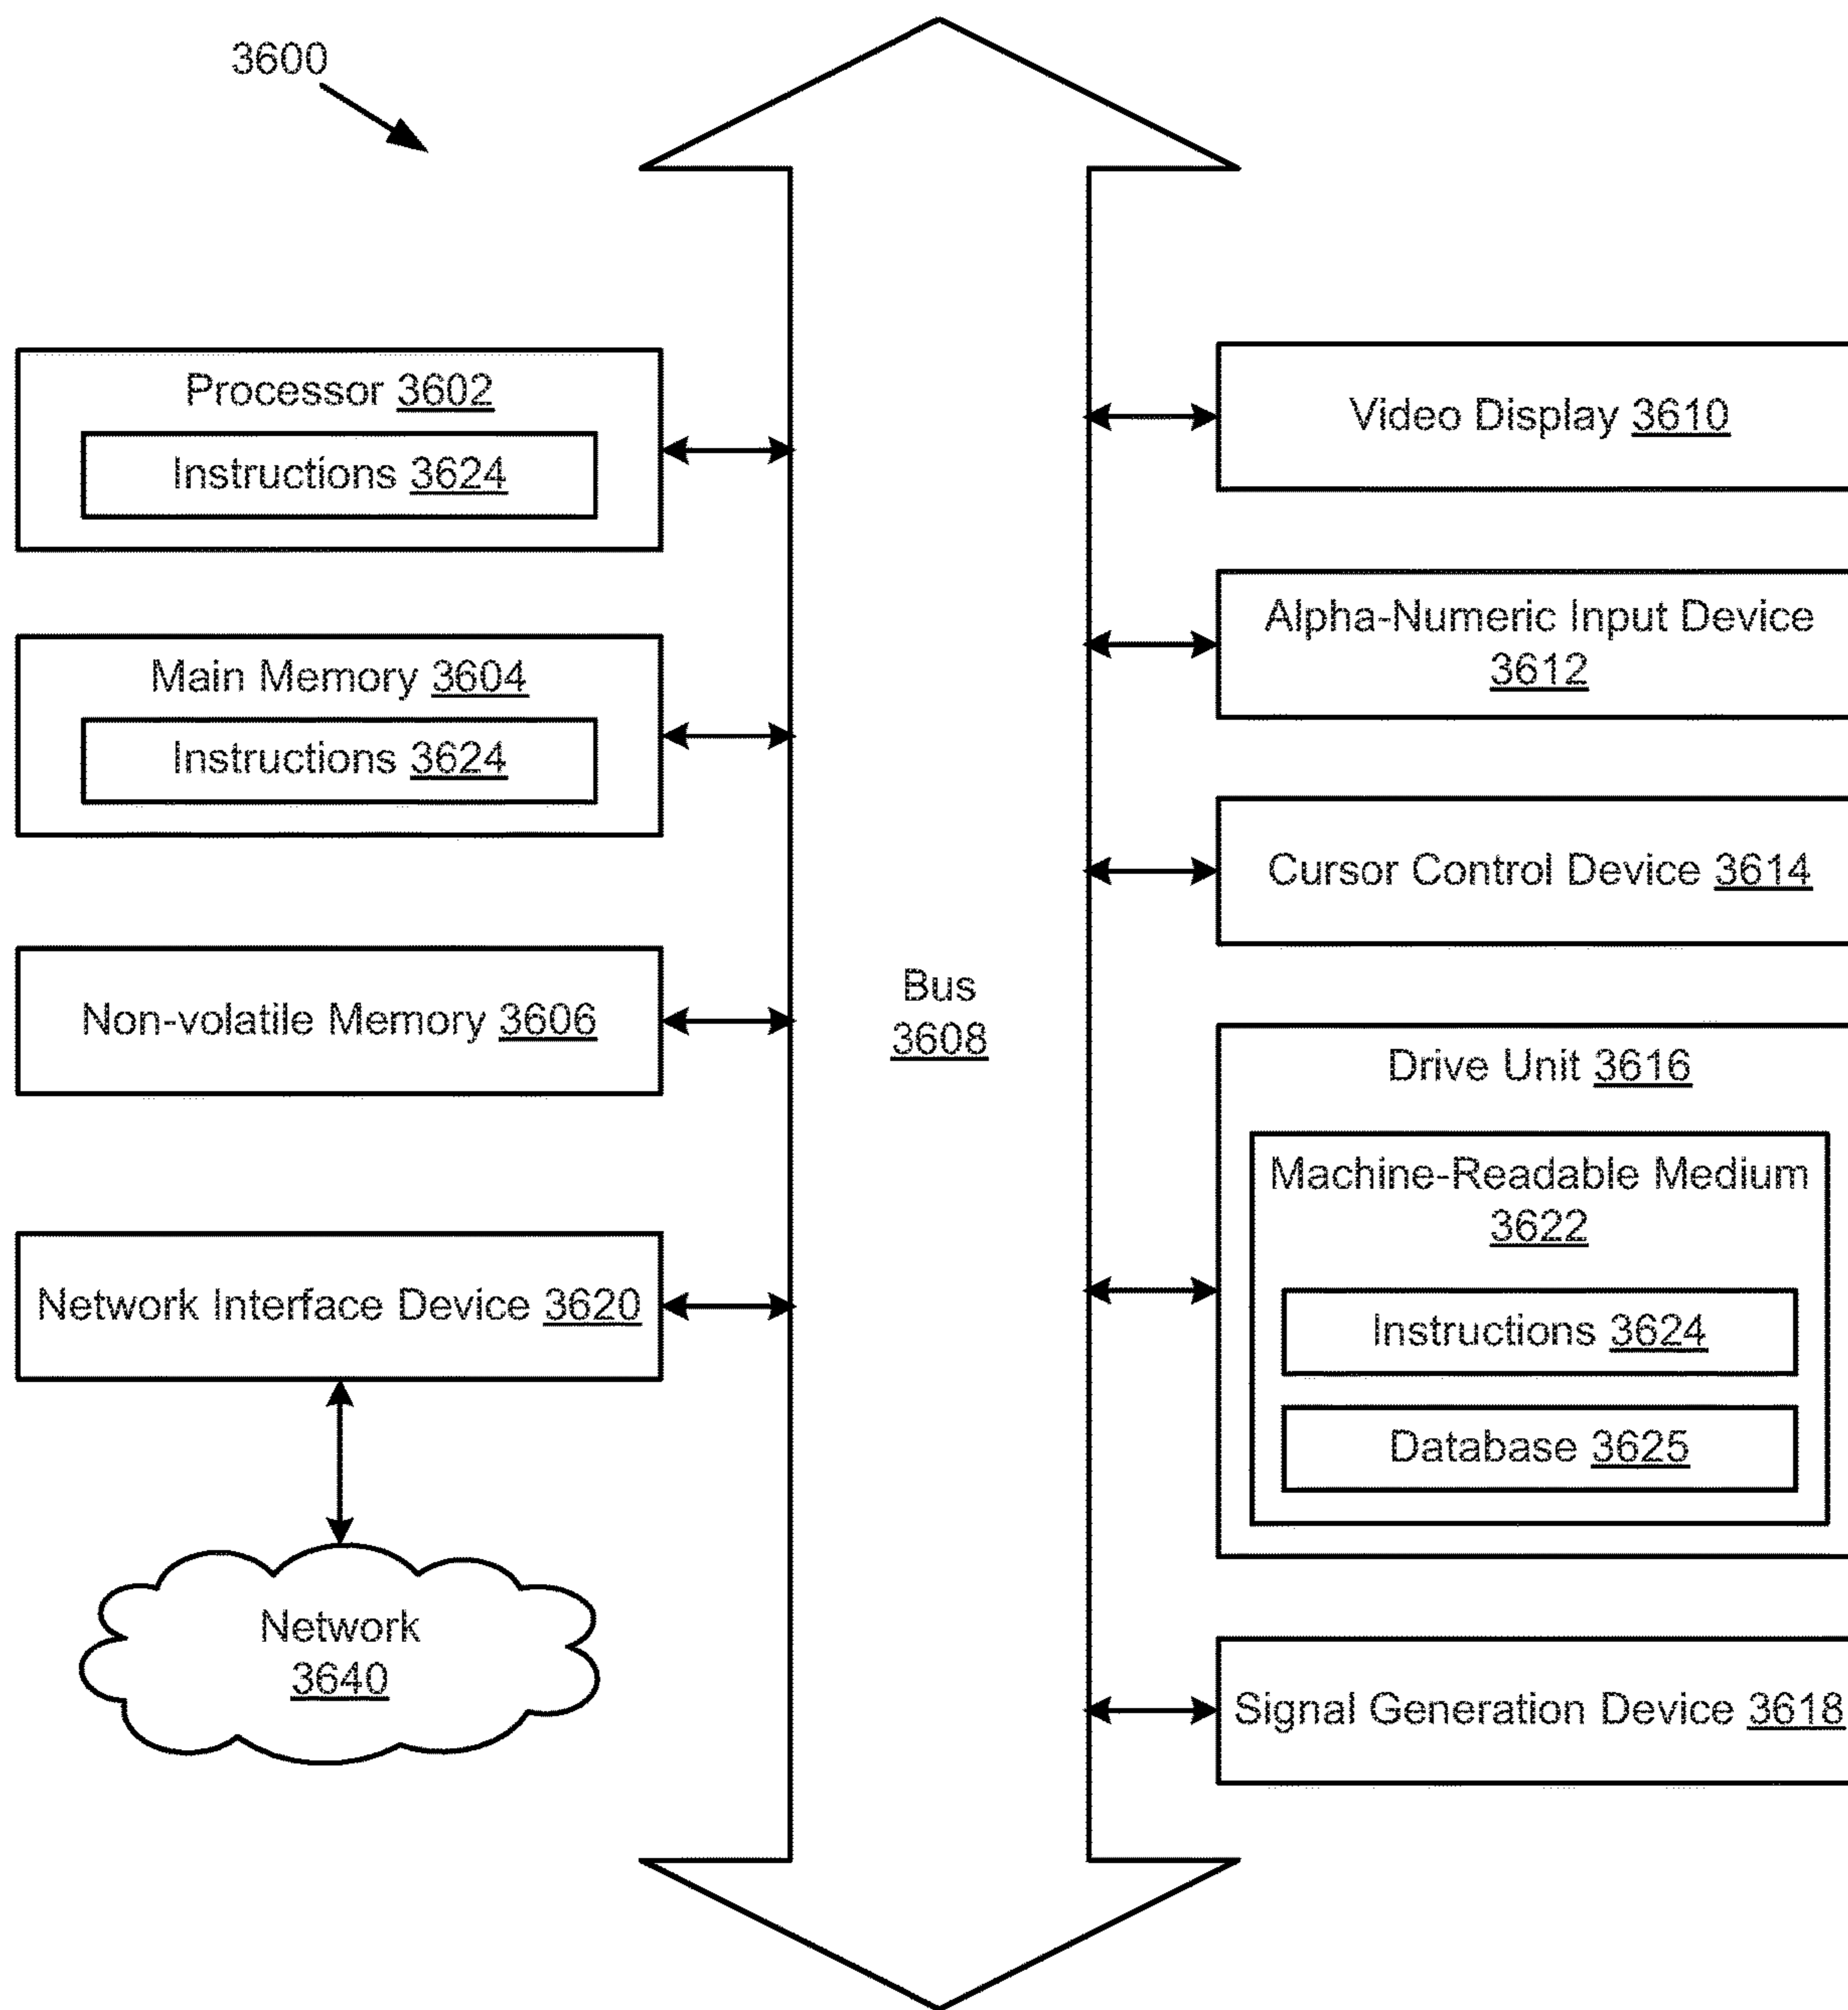 3600
Processor 3602
Instructions 3624
Main Memory 3604
Instructions 3624
Non-volatile Memory 3606
Network Interface Device 3620
Network
3640
Bus
3608
Video Display 3610
Alpha-Numeric Input Device
3612
Cursor Control Device 3614
Drive Unit 3616
Machine-Readable Medium
3622
Instructions 3624
Database 3625
Signal Generation Device 3618